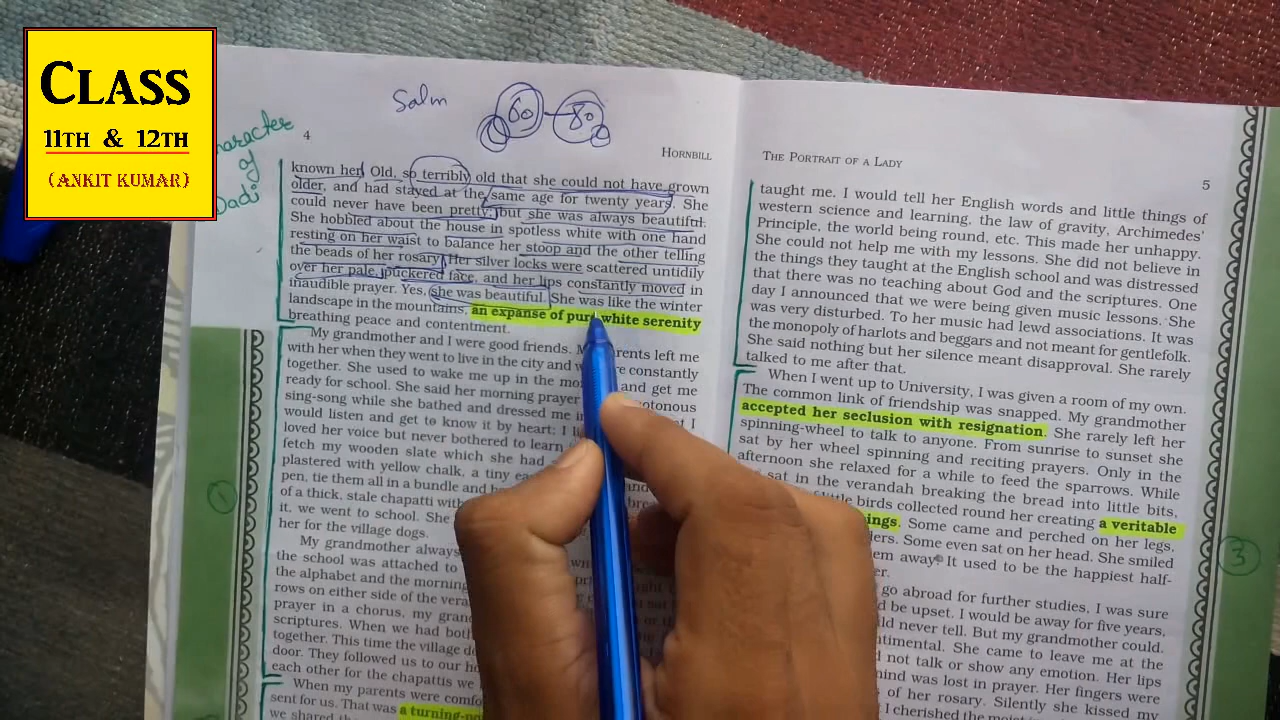 CLASS
11TH & 12TH
(ANKIT KUMAR)
Salm 60 – 80
Character
of
Dadi
4
HORNBILL
known her. Old, so terribly old that she could not have grown
older, and had stayed at the same age for twenty years. She
could never have been pretty; but she was always beautiful.
She hobbled about the house in spotless white with one hand
resting on her waist to balance her stoop and the other telling
the beads of her rosary. Her silver locks were scattered untidily
over her pale, puckered face, and her lips constantly moved in
inaudible prayer. Yes, she was beautiful. She was like the winter
landscape in the mountains, an expanse of pure white serenity
breathing peace and contentment.
My grandmother and I were good friends. My parents left me
with her when they went to live in the city and we were constantly
together. She used to wake me up in the and get me
ready for school. She said her morning prayer
sing-song while she bathed and dressed me
would listen and get to know it by heart; I
loved her voice but never bothered to learn
fetch my wooden slate which she had
plastered with yellow chalk, a tiny
pen, tie them all in a bundle and
of a thick, stale chapatti with
it, we went to school. She
her for the village dogs.
My grandmother always
the school was attached to
the alphabet and the morning
rows on either side of the
prayer in a chorus, my
scriptures. When we had both
together. This time the village
door. They followed us to our
each other for the chapattis we
When my parents were
sent for us. That was a
we shared
1
THE PORTRAIT OF A LADY
5
taught me. I would tell her English words and little things of
western science and learning, the law of gravity, Archimedes'
Principle, the world being round, etc. This made her unhappy.
She could not help me with my lessons. She did not believe in
the things they taught at the English school and was distressed
that there was no teaching about God and the scriptures. One
day I announced that we were being given music lessons. She
was very disturbed. To her music had lewd associations. It was
the monopoly of harlots and beggars and not meant for gentlefolk.
She said nothing but her silence meant disapproval. She rarely
talked to me after that.
When I went up to University, I was given a room of my own.
The common link of friendship was snapped. My grandmother
accepted her seclusion with resignation. She rarely left her
spinning-wheel to talk to anyone. From sunrise to sunset she
sat by her wheel spinning and reciting prayers. Only in the
afternoon she relaxed for a while to feed the sparrows. While
sat in the verandah breaking the bread into little bits,
of little birds collected round her creating a veritable
Some came and perched on her legs,
Some even sat on her head. She smiled
them away. It used to be the happiest half-
go abroad for further studies, I was sure
be upset. I would be away for five years,
never tell. But my grandmother could.
She came to leave me at the
not talk or show any emotion. Her lips
mind was lost in prayer. Her fingers were
of her rosary. Silently she kissed my
I cherished the
3